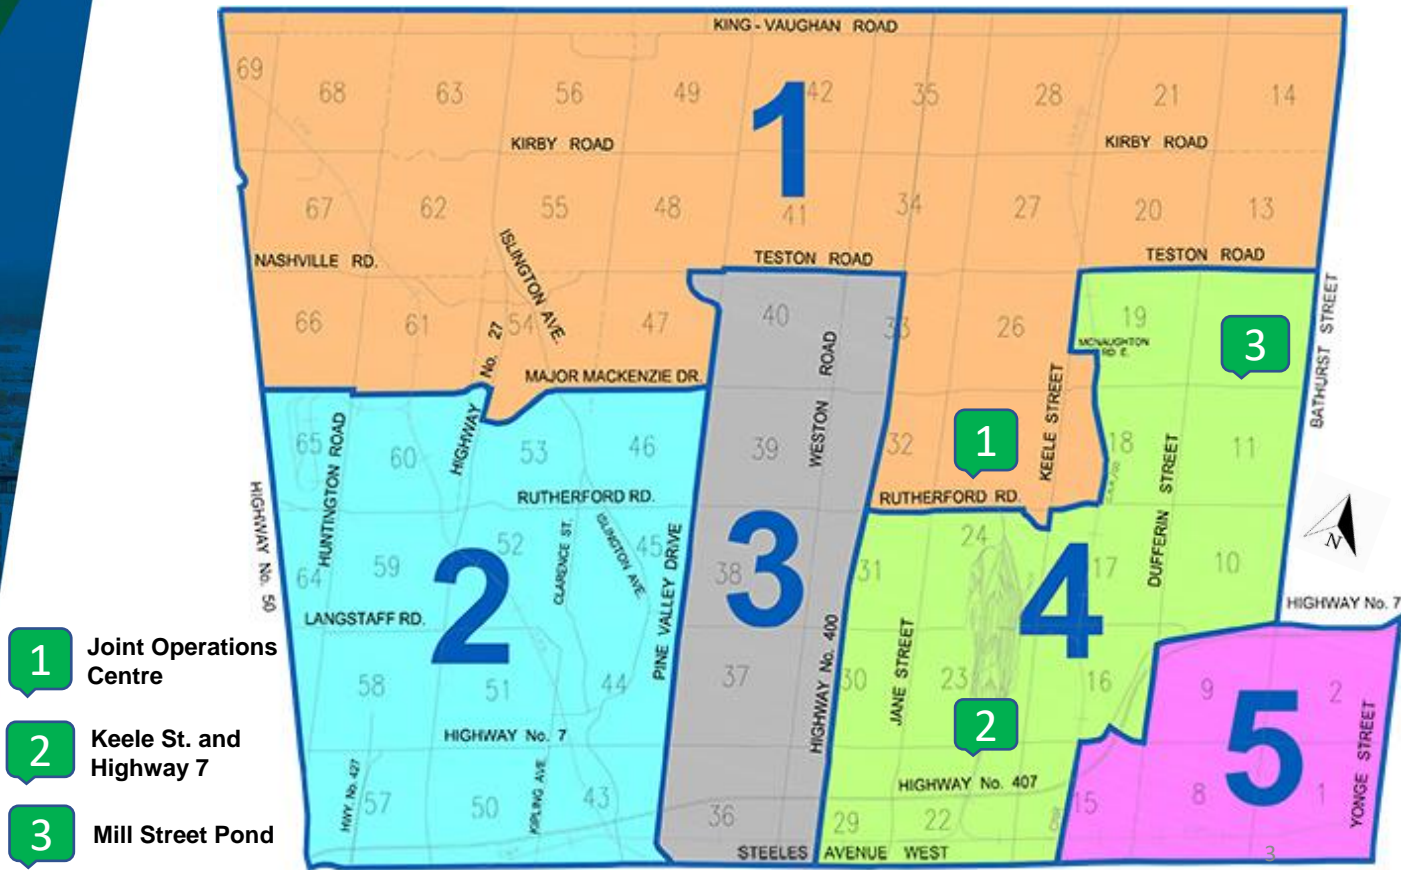 KING - VAUGHAN ROAD
69
68
63
56
49
42
35
28
21
14
1
KIRBY ROAD
KIRBY ROAD
67
62
55
48
41
34
27
20
13
NASHVILLE RD.
ISLINGTON AVE.
TESTON ROAD
TESTON ROAD
66
61
54
47
40
33
26
19
MCNAUGHTON
RD. E.
3
BATHURST STREET
HIGHWAY No. 27
MAJOR MACKENZIE DR.
WESTON ROAD
KEELE STREET
65
60
53
46
39
32
1
18
11
HUNTINGTON ROAD
RUTHERFORD RD.
RUTHERFORD RD.
DUFFERIN STREET
HIGHWAY No. 50
64
59
52
CLARENCE ST.
ISLINGTON AVE.
45
PINE VALLEY DRIVE
38
31
24
17
10
N
2
3
4
LANGSTAFF RD.
HIGHWAY No. 7
HIGHWAY No. 400
JANE STREET
58
51
44
37
30
23
16
9
2
5
HIGHWAY No. 7
2
YONGE STREET
HWY. No. 427
57
50
KIPLING AVE.
43
36
29
22
HIGHWAY No. 407
15
8
1
STEELES AVENUE WEST
3
1
Joint Operations
Centre
2
Keele St. and
Highway 7
3
Mill Street Pond